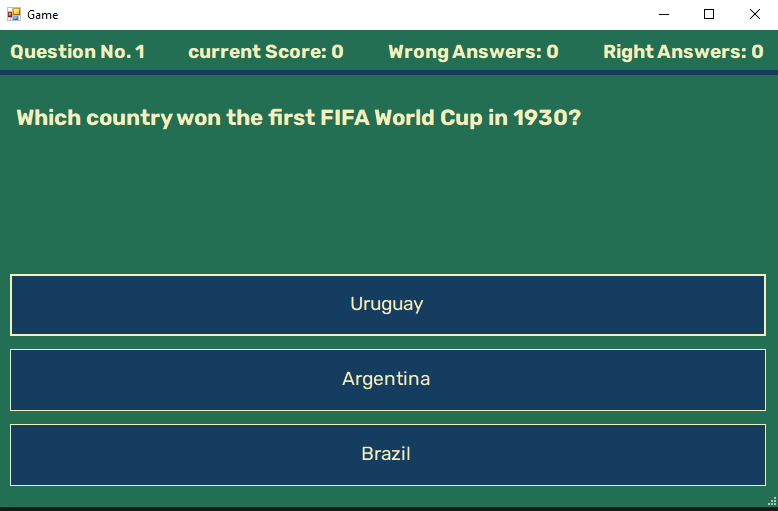 Game
Question No. 1 current Score: 0 Wrong Answers: 0 Right Answers: 0
Which country won the first FIFA World Cup in 1930?
Uruguay
Argentina
Brazil